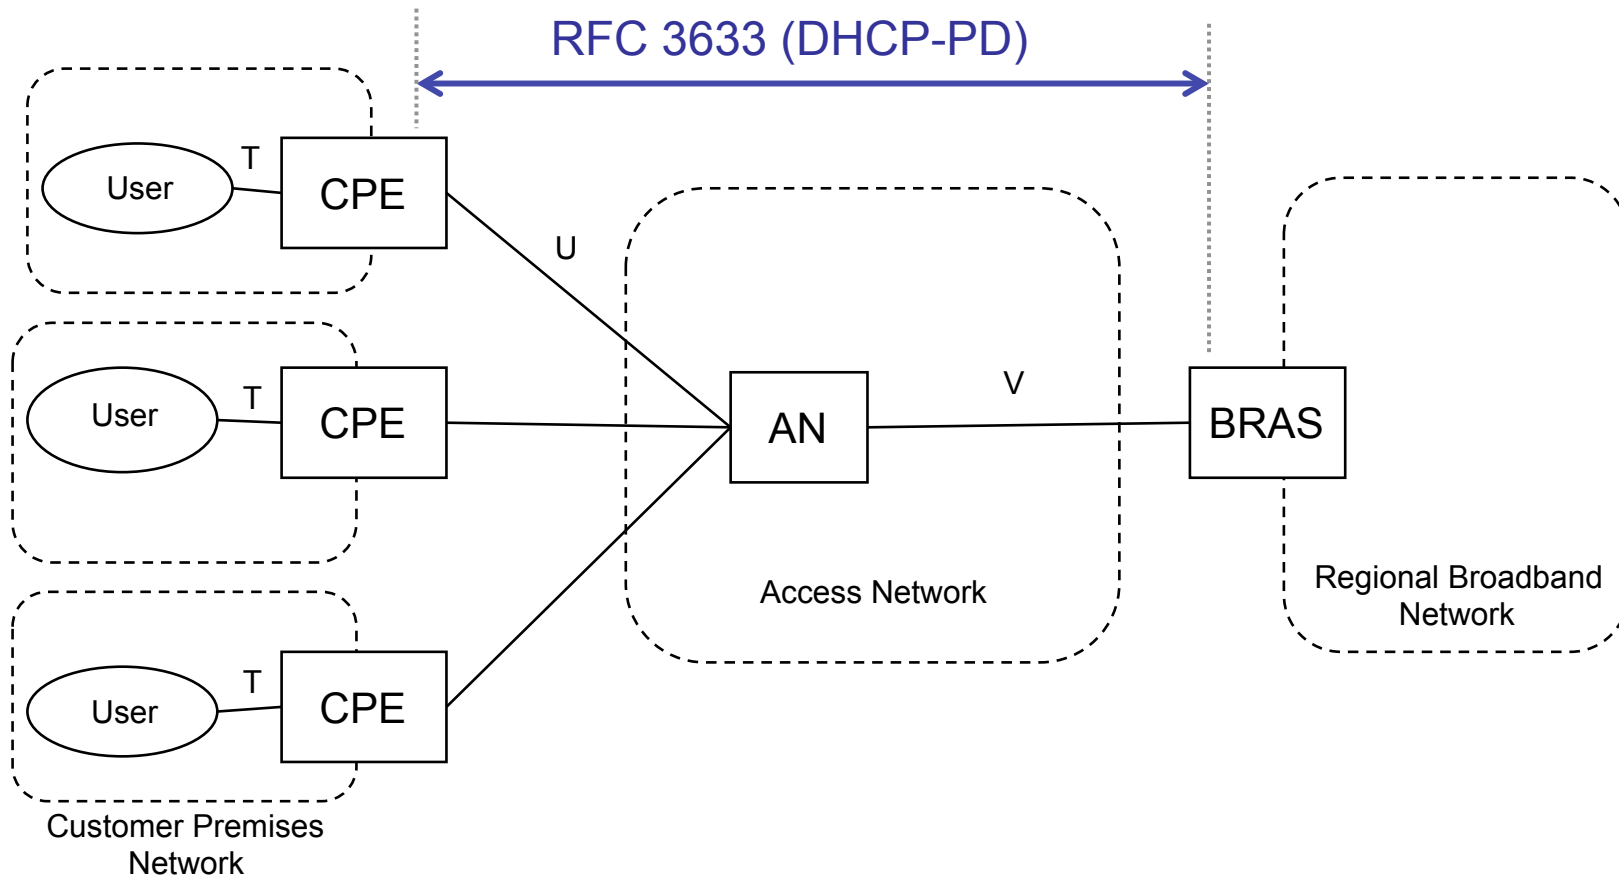 RFC 3633 (DHCP-PD)
T
User
CPE
U
T
User
CPE
V
AN
BRAS
Access Network
Regional Broadband
Network
T
User
CPE
Customer Premises
Network